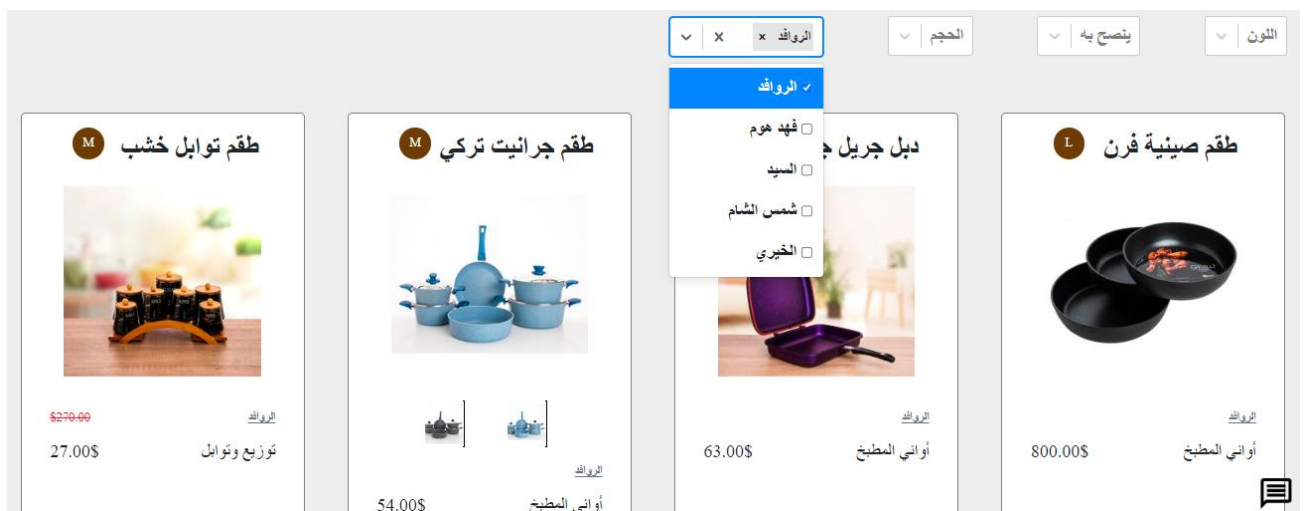 اللون
ينصح به
الحجم
الروافد
الروافد
فهد هوم
السيد
شمس الشام
الخيري
طقم صينية فرن L
دبل جريل
طقم جرانيت تركي M
طقم توابل خشب M
الروافد
أواني المطبخ 800.00$
الروافد
أواني المطبخ 63.00$
الروافد
أواني المطبخ 54.00$
الروافد $270.00
توزيع وتوابل 27.00$